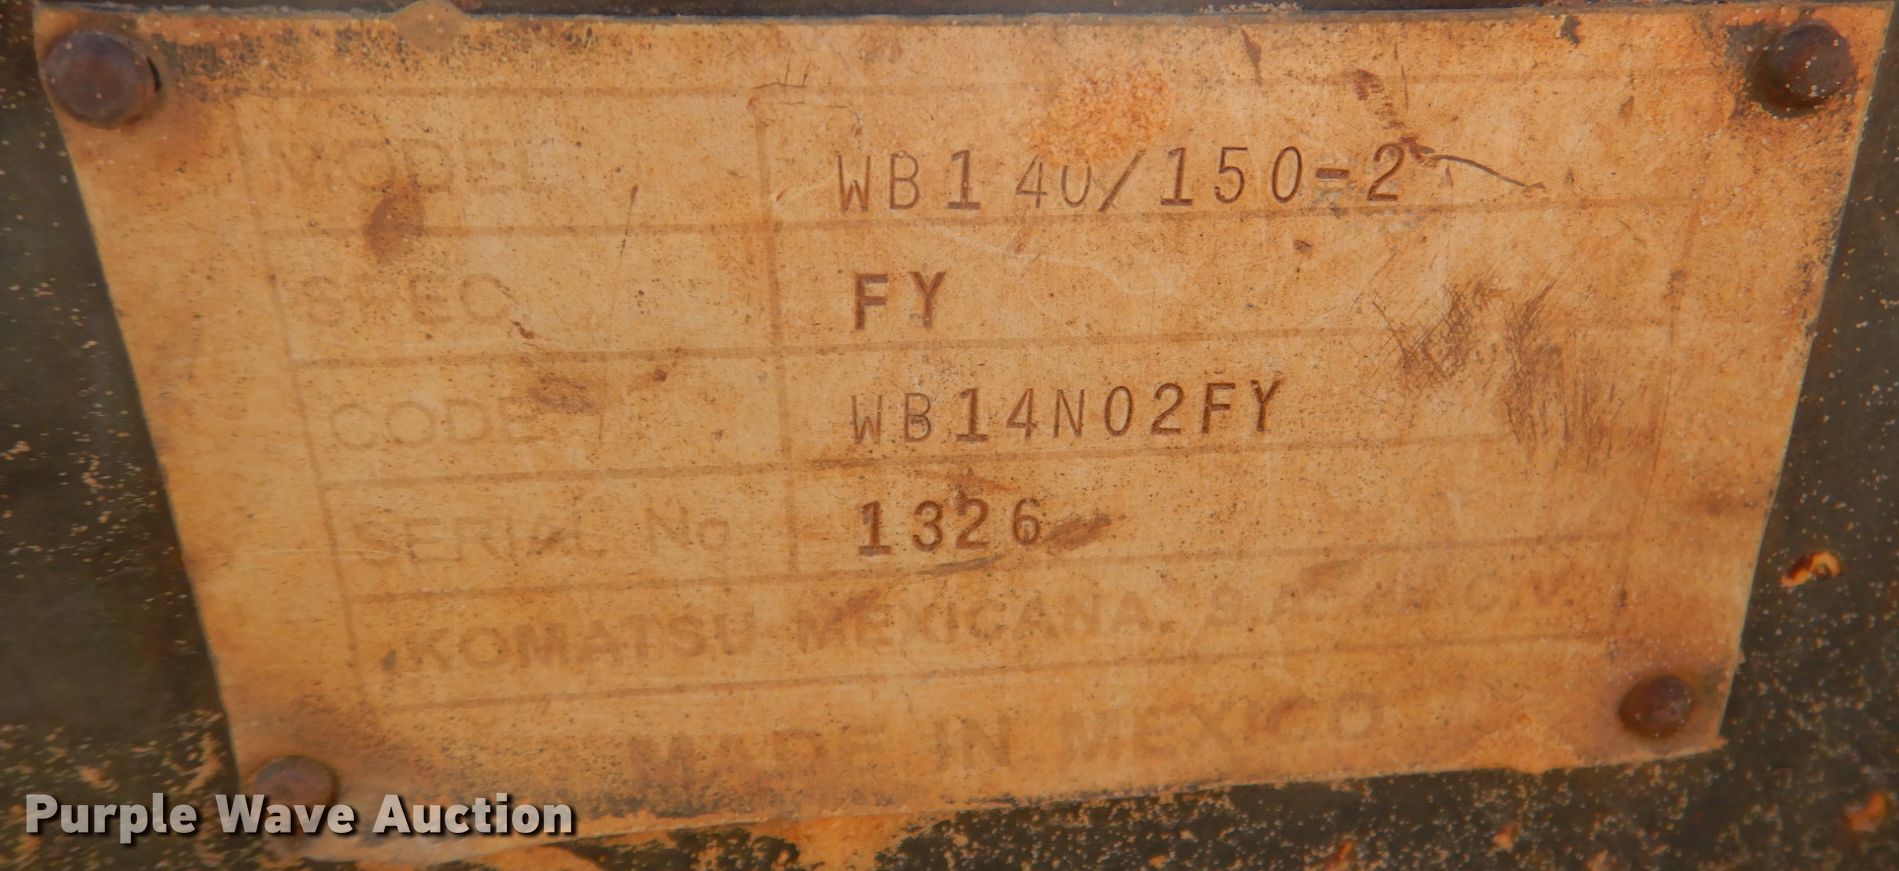 MODEL WB140/150-2
SPEC FY
CODE WB14N02FY
SERIAL No 1326
KOMATSU MEXICANA, S.A. de C.V.
MADE IN MEXICO
Purple Wave Auction